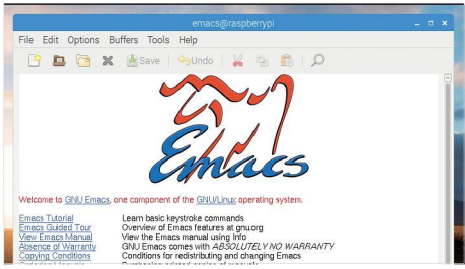 emacs@raspberrypi
File Edit Options Buffers Tools Help
Save Undo
Emacs
Welcome to GNU Emacs, one component of the GNU/Linux operating system.
Emacs Tutorial Learn basic keystroke commands
Emacs Guided Tour Overview of Emacs features at gnu.org
View Emacs Manual View the Emacs manual using Info
Absence of Warranty GNU Emacs comes with ABSOLUTELY NO WARRANTY
Copying Conditions Conditions for redistributing and changing Emacs